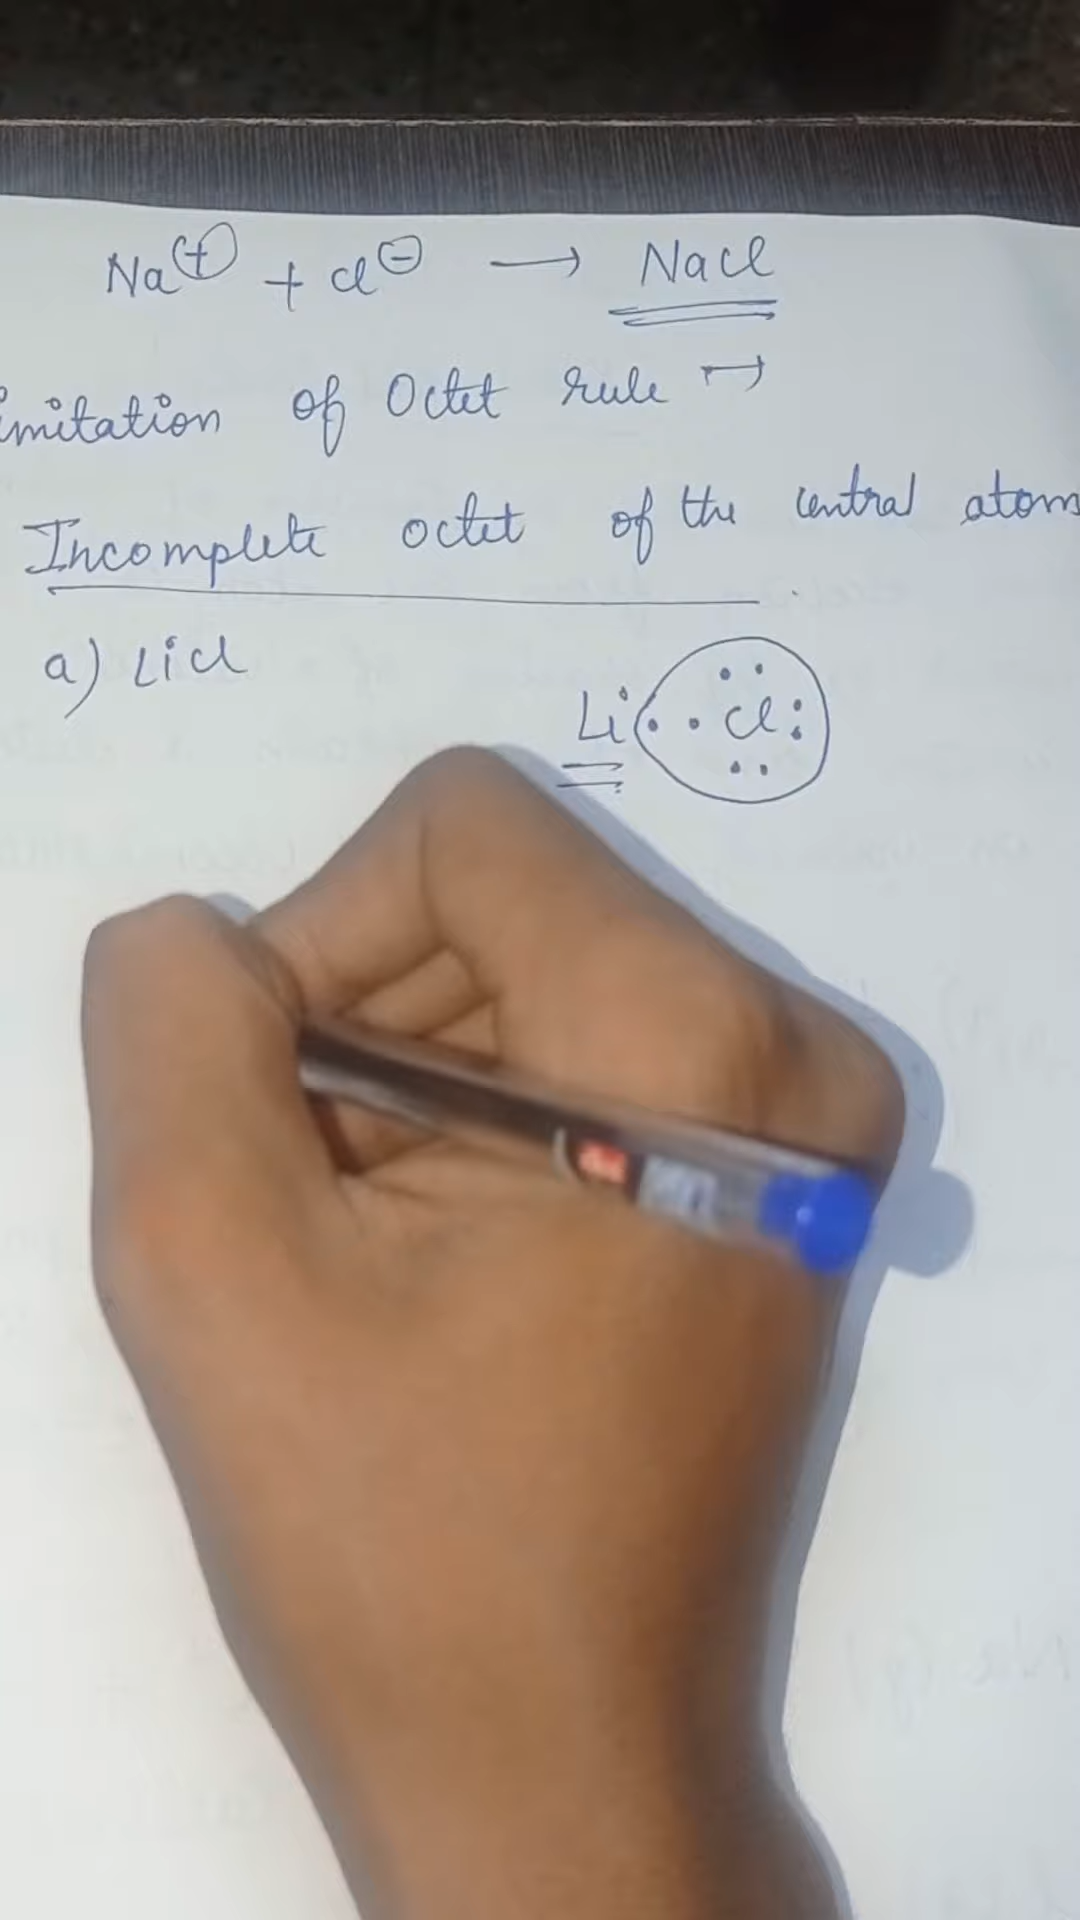 Na⊕ + Cl⊖ → NaCl
imitation of Octet rule →
Incomplete octet of the central atom
a) LiCl
Li : Cl :